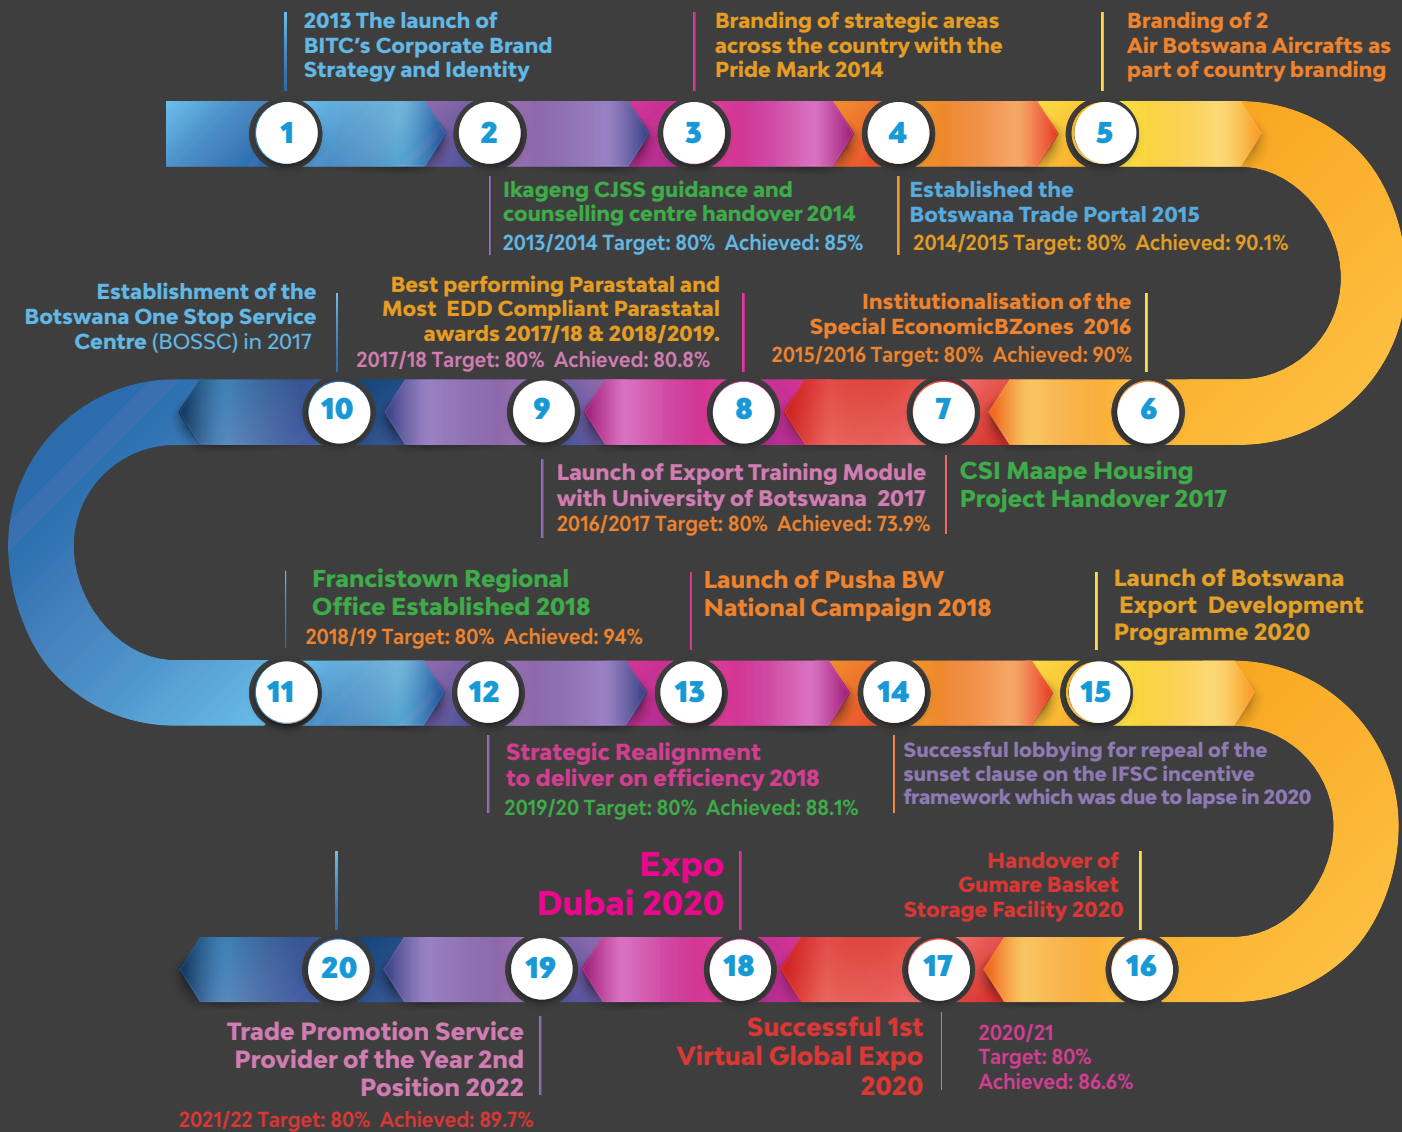 2013 The launch of
BITC's Corporate Brand
Strategy and Identity
Branding of strategic areas
across the country with the
Pride Mark 2014
Branding of 2
Air Botswana Aircrafts as
part of country branding
1
2
3
4
5
Ikageng CJSS guidance and
counselling centre handover 2014
2013/2014 Target: 80%  Achieved: 85%
Established the
Botswana Trade Portal 2015
2014/2015 Target: 80%  Achieved: 90.1%
Establishment of the
Botswana One Stop Service
Centre (BOSSC) in 2017
Best performing Parastatal and
Most  EDD Compliant Parastatal
awards 2017/18 & 2018/2019.
2017/18 Target: 80%  Achieved: 80.8%
Institutionalisation of the
Special EconomicBZones  2016
2015/2016 Target: 80%  Achieved: 90%
10
9
8
7
6
Launch of Export Training Module
with University of Botswana  2017
2016/2017 Target: 80%  Achieved: 73.9%
CSI Maape Housing
Project Handover 2017
Francistown Regional
Office Established 2018
2018/19 Target: 80%  Achieved: 94%
Launch of Pusha BW
National Campaign 2018
Launch of Botswana
Export  Development
Programme 2020
11
12
13
14
15
Strategic Realignment
to deliver on efficiency 2018
2019/20 Target: 80%  Achieved: 88.1%
Successful lobbying for repeal of the
sunset clause on the IFSC incentive
framework which was due to lapse in 2020
Expo
Dubai 2020
Handover of
Gumare Basket
Storage Facility 2020
20
19
18
17
16
Trade Promotion Service
Provider of the Year 2nd
Position 2022
2021/22 Target: 80%  Achieved: 89.7%
Successful 1st
Virtual Global Expo
2020
2020/21
Target: 80%
Achieved: 86.6%